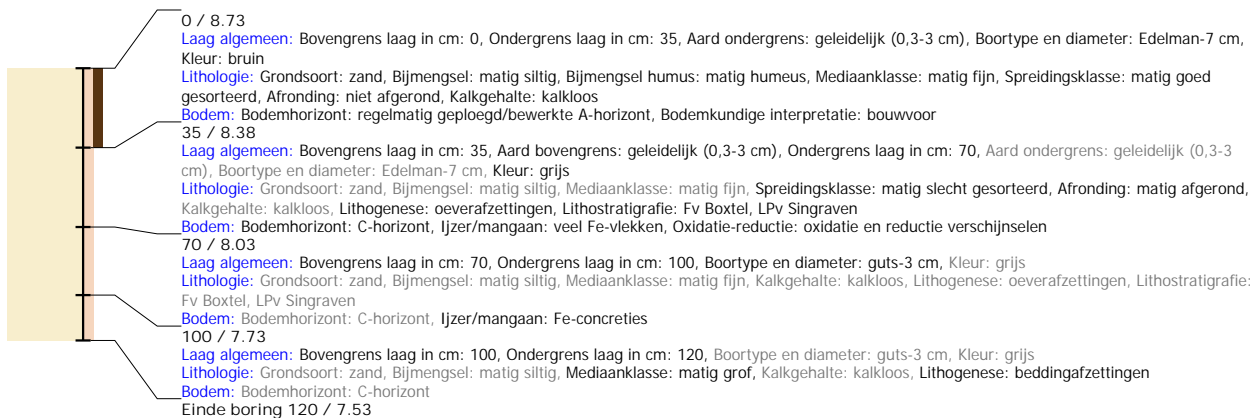 0 / 8.73
Laag algemeen: Bovengrens laag in cm: 0, Ondergrens laag in cm: 35, Aard ondergrens: geleidelijk (0,3-3 cm), Boortype en diameter: Edelman-7 cm,
Kleur: bruin
Lithologie: Grondsoort: zand, Bijmengsel: matig siltig, Bijmengsel humus: matig humeus, Mediaanklasse: matig fijn, Spreidingsklasse: matig goed
gesorteerd, Afronding: niet afgerond, Kalkgehalte: kalkloos
Bodem: Bodemhorizont: regelmatig geploegd/bewerkte A-horizont, Bodemkundige interpretatie: bouwvoor
35 / 8.38
Laag algemeen: Bovengrens laag in cm: 35, Aard bovengrens: geleidelijk (0,3-3 cm), Ondergrens laag in cm: 70, Aard ondergrens: geleidelijk (0,3-3
cm), Boortype en diameter: Edelman-7 cm, Kleur: grijs
Lithologie: Grondsoort: zand, Bijmengsel: matig siltig, Mediaanklasse: matig fijn, Spreidingsklasse: matig slecht gesorteerd, Afronding: matig afgerond,
Kalkgehalte: kalkloos, Lithogenese: oeverafzettingen, Lithostratigrafie: Fv Boxtel, LPv Singraven
Bodem: Bodemhorizont: C-horizont, Ijzer/mangaan: veel Fe-vlekken, Oxidatie-reductie: oxidatie en reductie verschijnselen
70 / 8.03
Laag algemeen: Bovengrens laag in cm: 70, Ondergrens laag in cm: 100, Boortype en diameter: guts-3 cm, Kleur: grijs
Lithologie: Grondsoort: zand, Bijmengsel: matig siltig, Mediaanklasse: matig fijn, Kalkgehalte: kalkloos, Lithogenese: oeverafzettingen, Lithostratigrafie:
Fv Boxtel, LPv Singraven
Bodem: Bodemhorizont: C-horizont, Ijzer/mangaan: Fe-concreties
100 / 7.73
Laag algemeen: Bovengrens laag in cm: 100, Ondergrens laag in cm: 120, Boortype en diameter: guts-3 cm, Kleur: grijs
Lithologie: Grondsoort: zand, Bijmengsel: matig siltig, Mediaanklasse: matig grof, Kalkgehalte: kalkloos, Lithogenese: beddingafzettingen
Bodem: Bodemhorizont: C-horizont
Einde boring 120 / 7.53